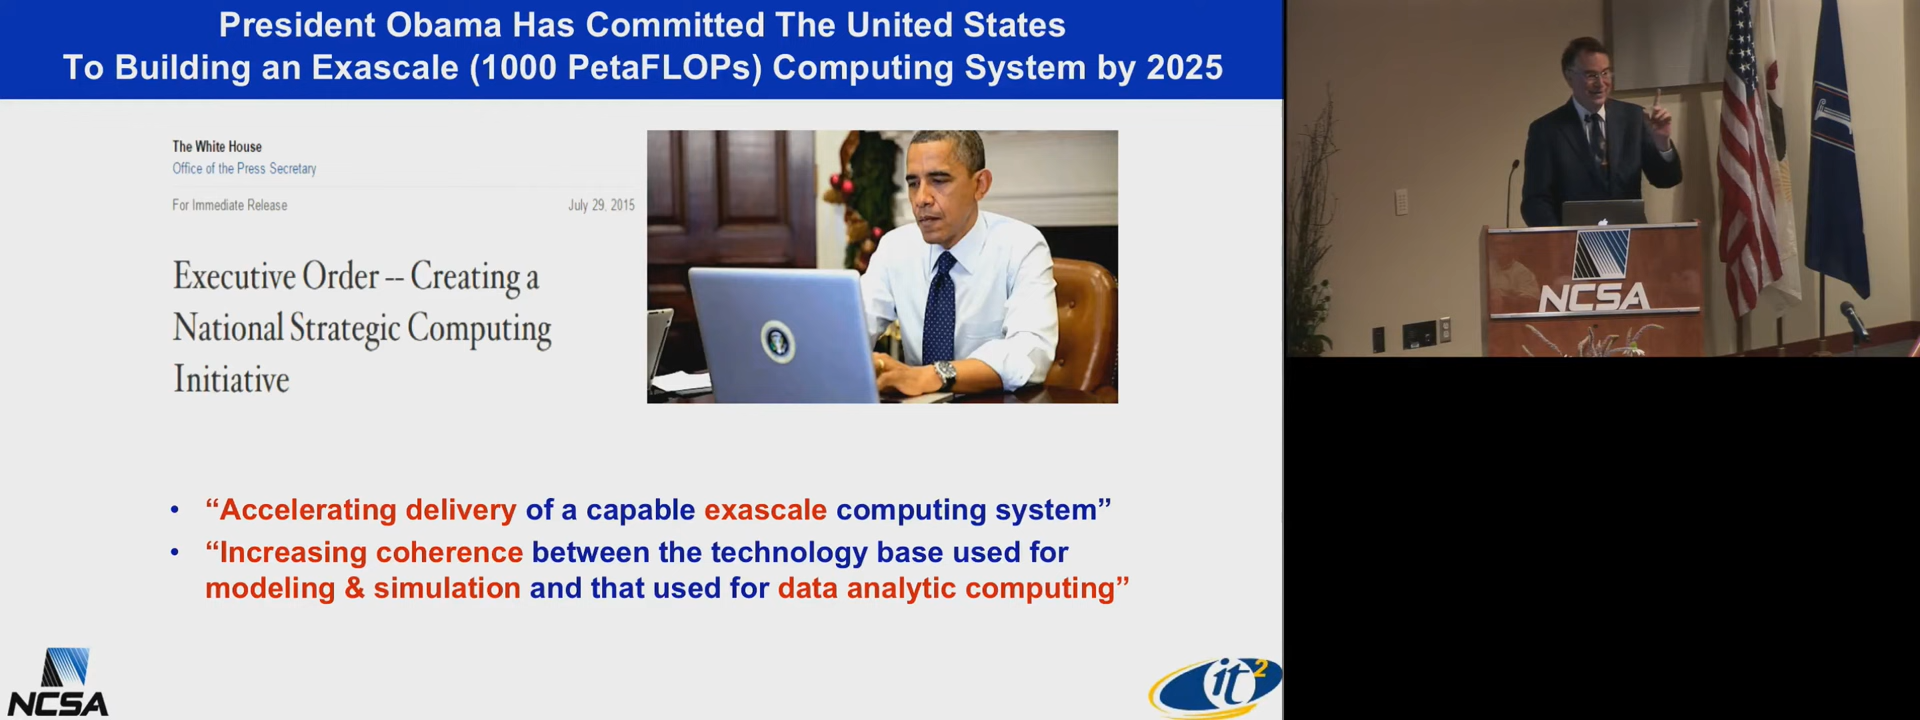 President Obama Has Committed The United States
To Building an Exascale (1000 PetaFLOPs) Computing System by 2025
The White House
Office of the Press Secretary
For Immediate Release July 29, 2015
Executive Order -- Creating a
National Strategic Computing
Initiative
• “Accelerating delivery of a capable exascale computing system”
• “Increasing coherence between the technology base used for
modeling & simulation and that used for data analytic computing”
NCSA
it2
NCSA